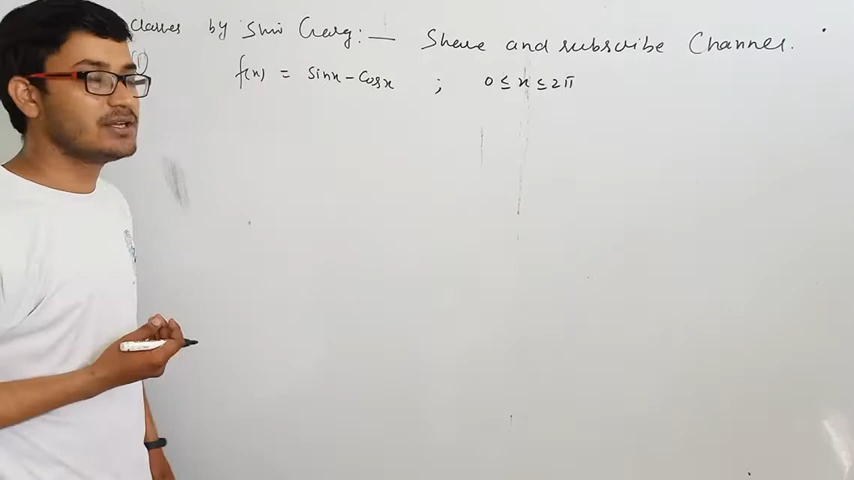 Classes by Shiv Garg:— Share and subscribe Channel.
f(x) = sinx - Cosx ; 0 ≤ x ≤ 2π